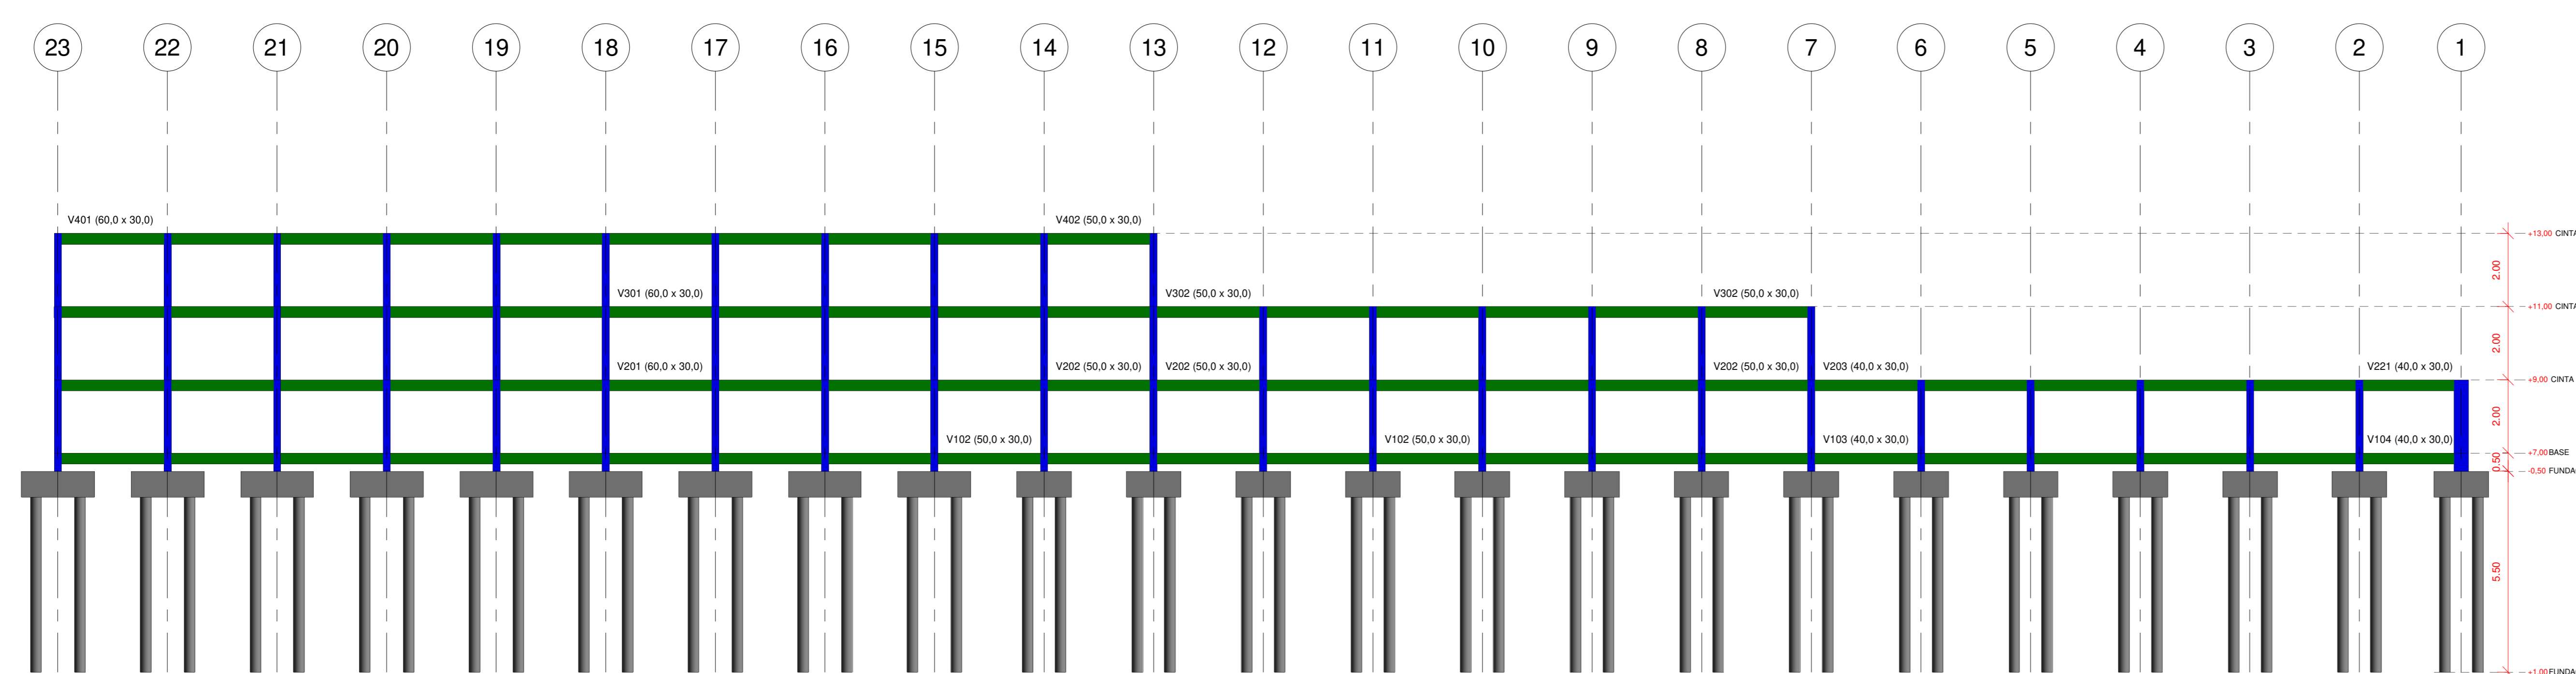 23 22 21 20 19 18 17 16 15 14 13 12 11 10 9 8 7 6 5 4 3 2 1
V401 (60,0 x 30,0) V402 (50,0 x 30,0)
+13,00 CINTA
2.00
V301 (60,0 x 30,0) V302 (50,0 x 30,0) V302 (50,0 x 30,0)
+11,00 CINTA
2.00
V201 (60,0 x 30,0) V202 (50,0 x 30,0) V202 (50,0 x 30,0) V202 (50,0 x 30,0) V203 (40,0 x 30,0) V221 (40,0 x 30,0)
+9,00 CINTA
2.00
V102 (50,0 x 30,0) V102 (50,0 x 30,0) V103 (40,0 x 30,0) V104 (40,0 x 30,0)
+7,00 BASE
0.50
-0,50 FUNDA
5.50
+1,00 FUNDA